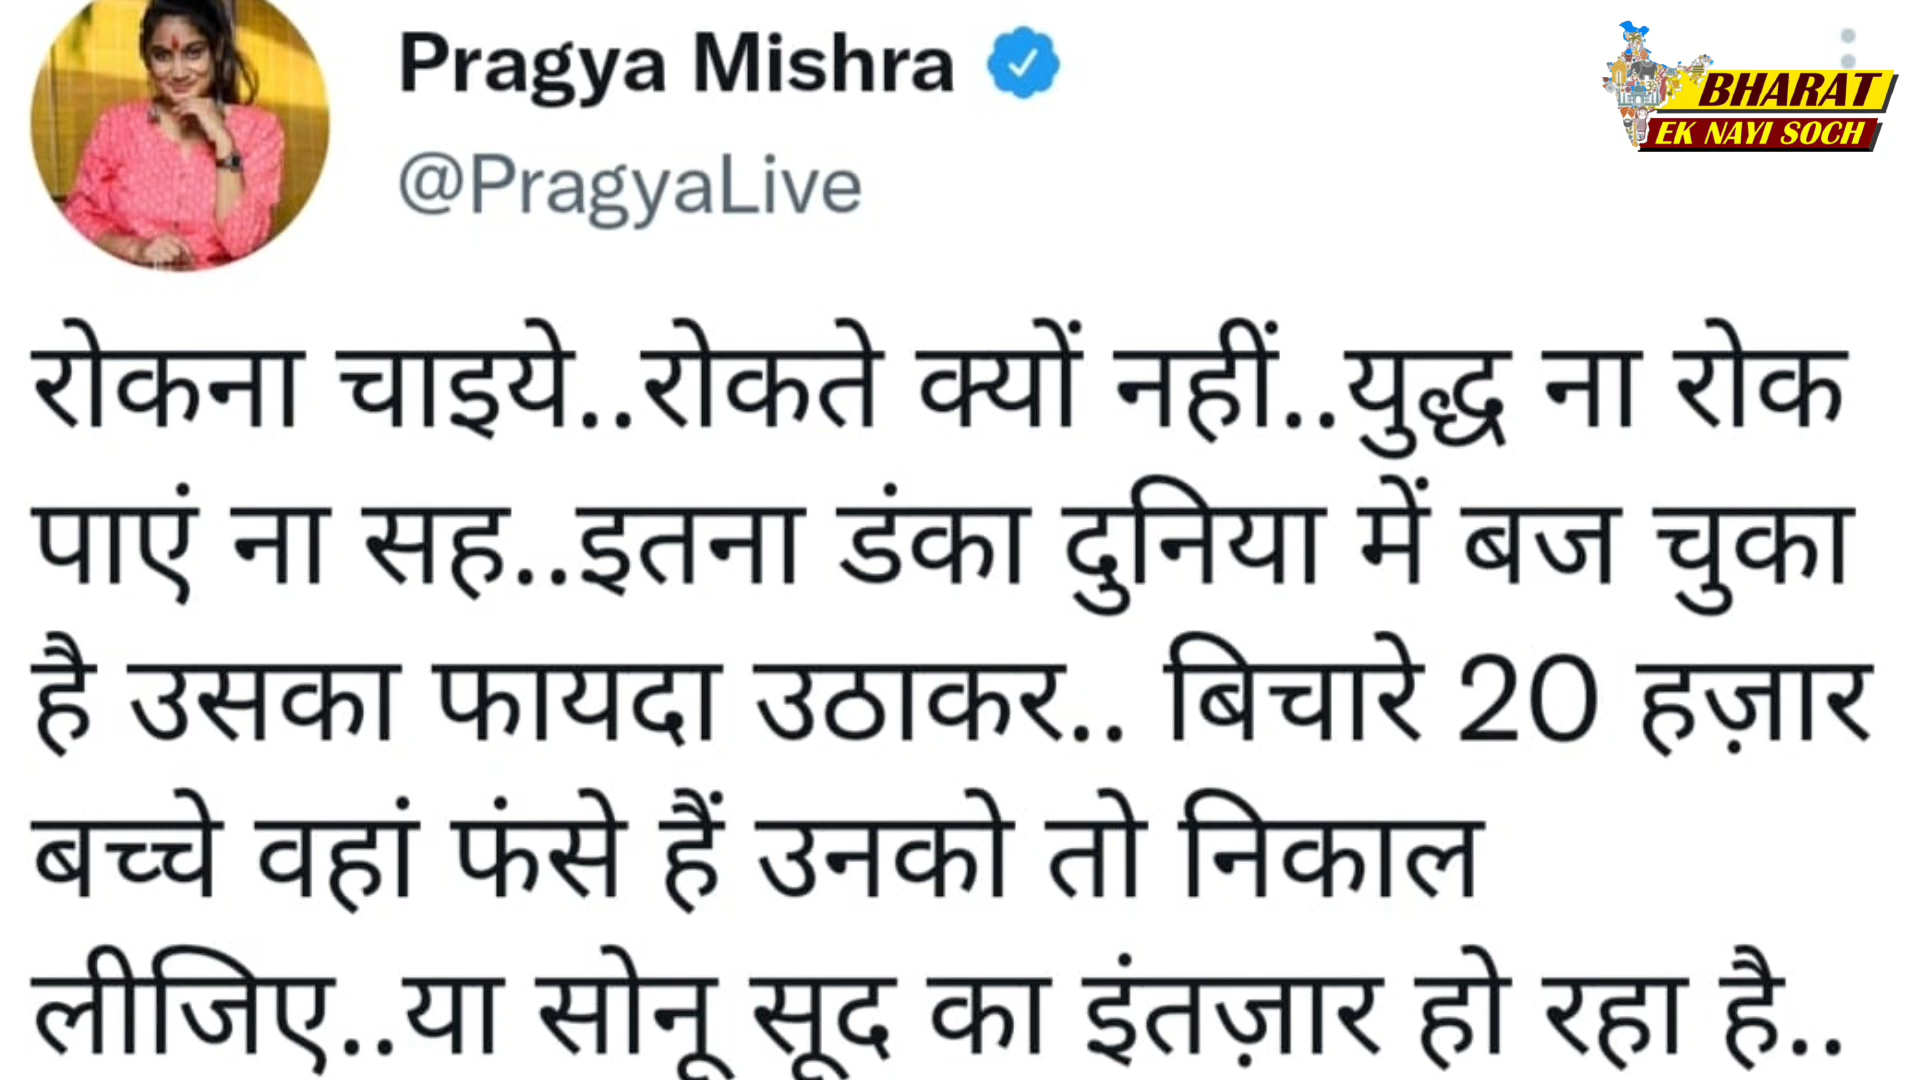 Pragya Mishra
@PragyaLive
BHARAT
EK NAYI SOCH
रोकना चाइये..रोकते क्यों नहीं..युद्ध ना रोक
पाएं ना सह..इतना डंका दुनिया में बज चुका
है उसका फायदा उठाकर.. बिचारे 20 हज़ार
बच्चे वहां फंसे हैं उनको तो निकाल
लीजिए..या सोनू सूद का इंतज़ार हो रहा है..